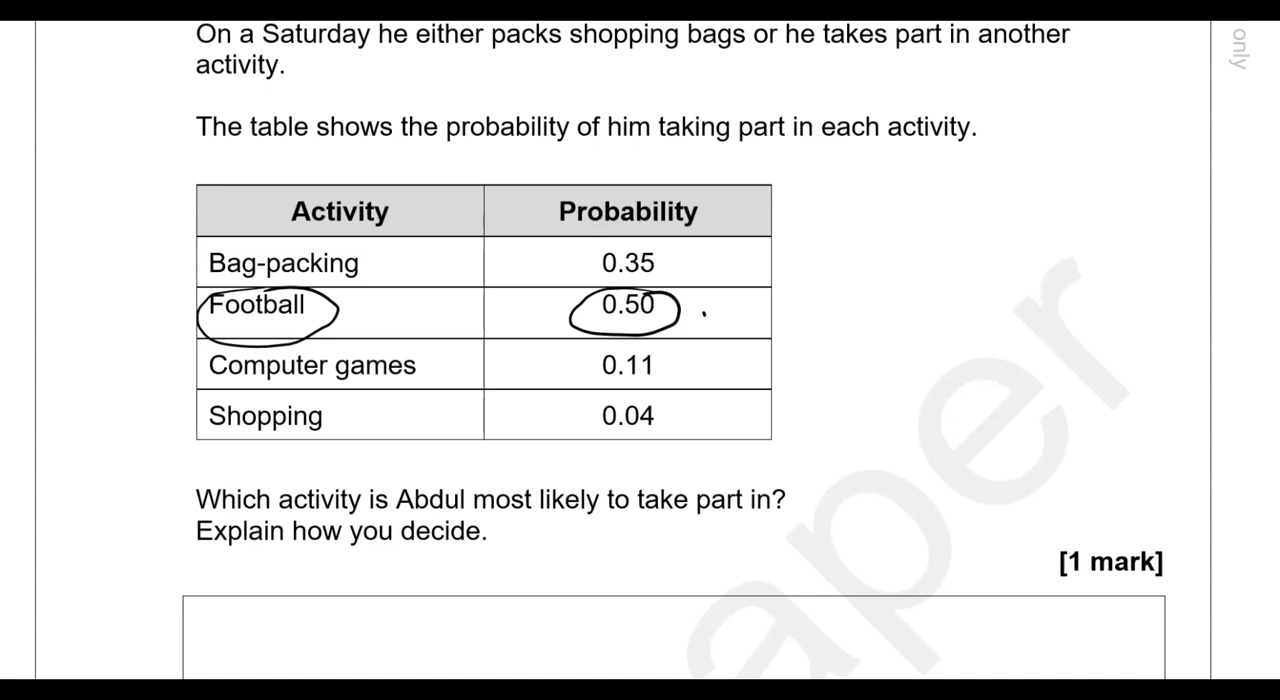 On a Saturday he either packs shopping bags or he takes part in another
activity.
only
The table shows the probability of him taking part in each activity.
Activity Probability
Bag-packing 0.35
Football 0.50
Computer games 0.11
Shopping 0.04
Which activity is Abdul most likely to take part in?
Explain how you decide.
[1 mark]
aper